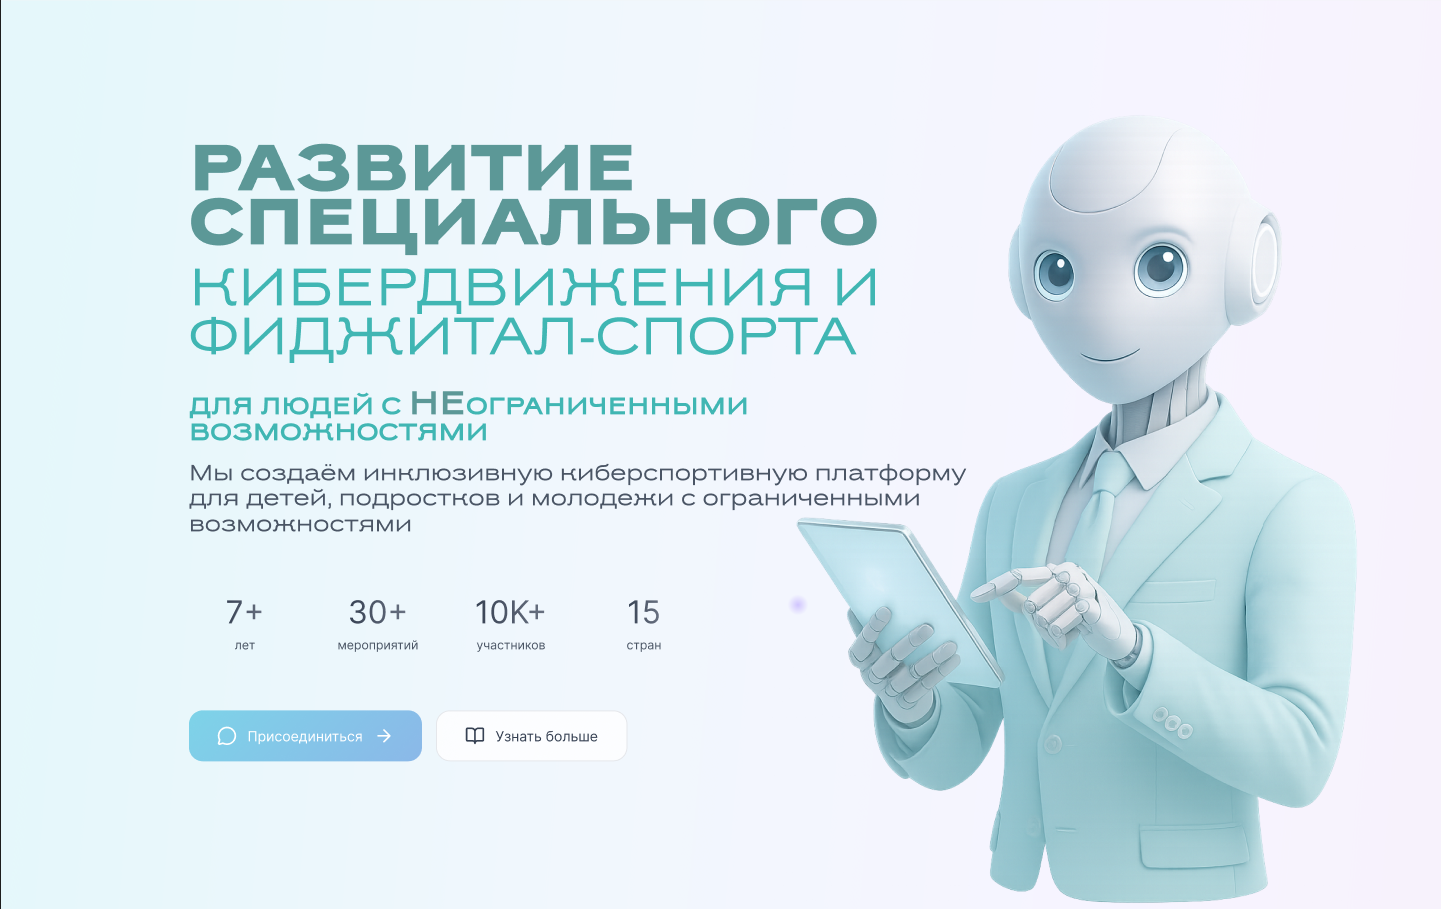 РАЗВИТИЕ
СПЕЦИАЛЬНОГО
КИБЕРДВИЖЕНИЯ И
ФИДЖИТАЛ-СПОРТА
ДЛЯ ЛЮДЕЙ С НЕОГРАНИЧЕННЫМИ
ВОЗМОЖНОСТЯМИ
Мы создаём инклюзивную киберспортивную платформу
для детей, подростков и молодежи с ограниченными
возможностями
7+ 30+ 10K+ 15
лет мероприятий участников стран
Присоединиться Узнать больше